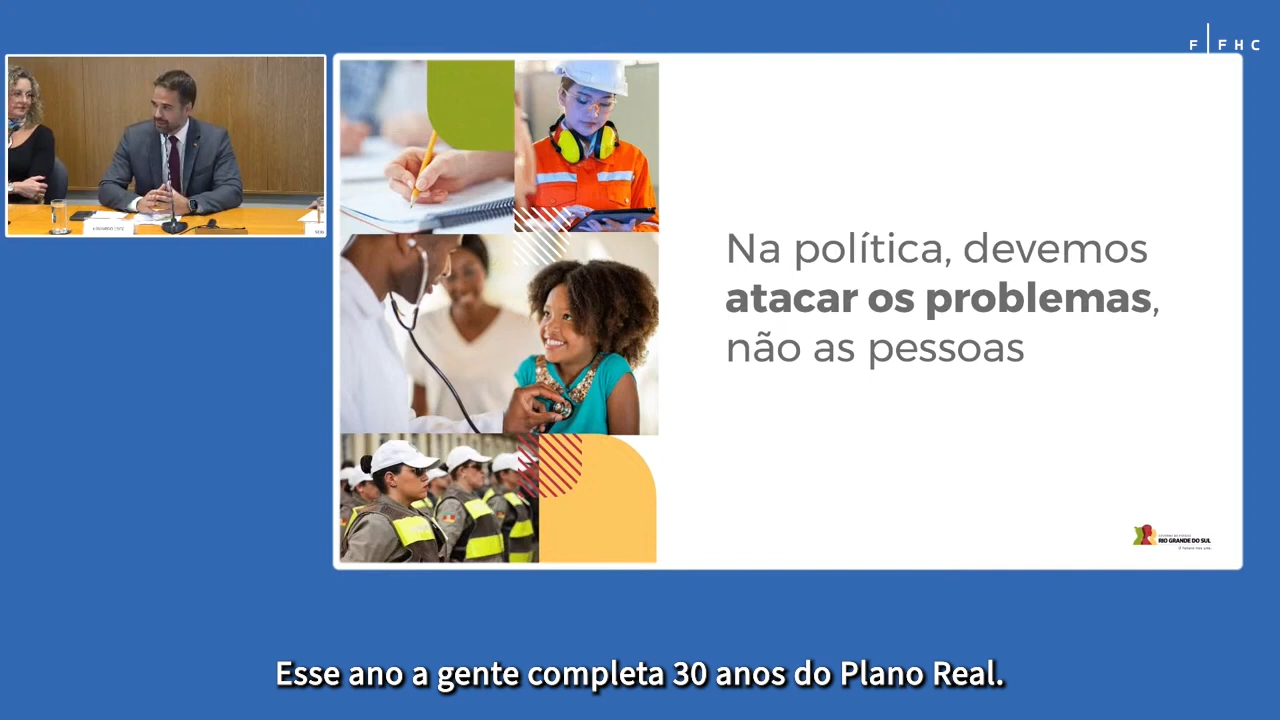 F FHC
Na política, devemos
atacar os problemas,
não as pessoas
RIO GRANDE DO SUL
Esse ano a gente completa 30 anos do Plano Real.